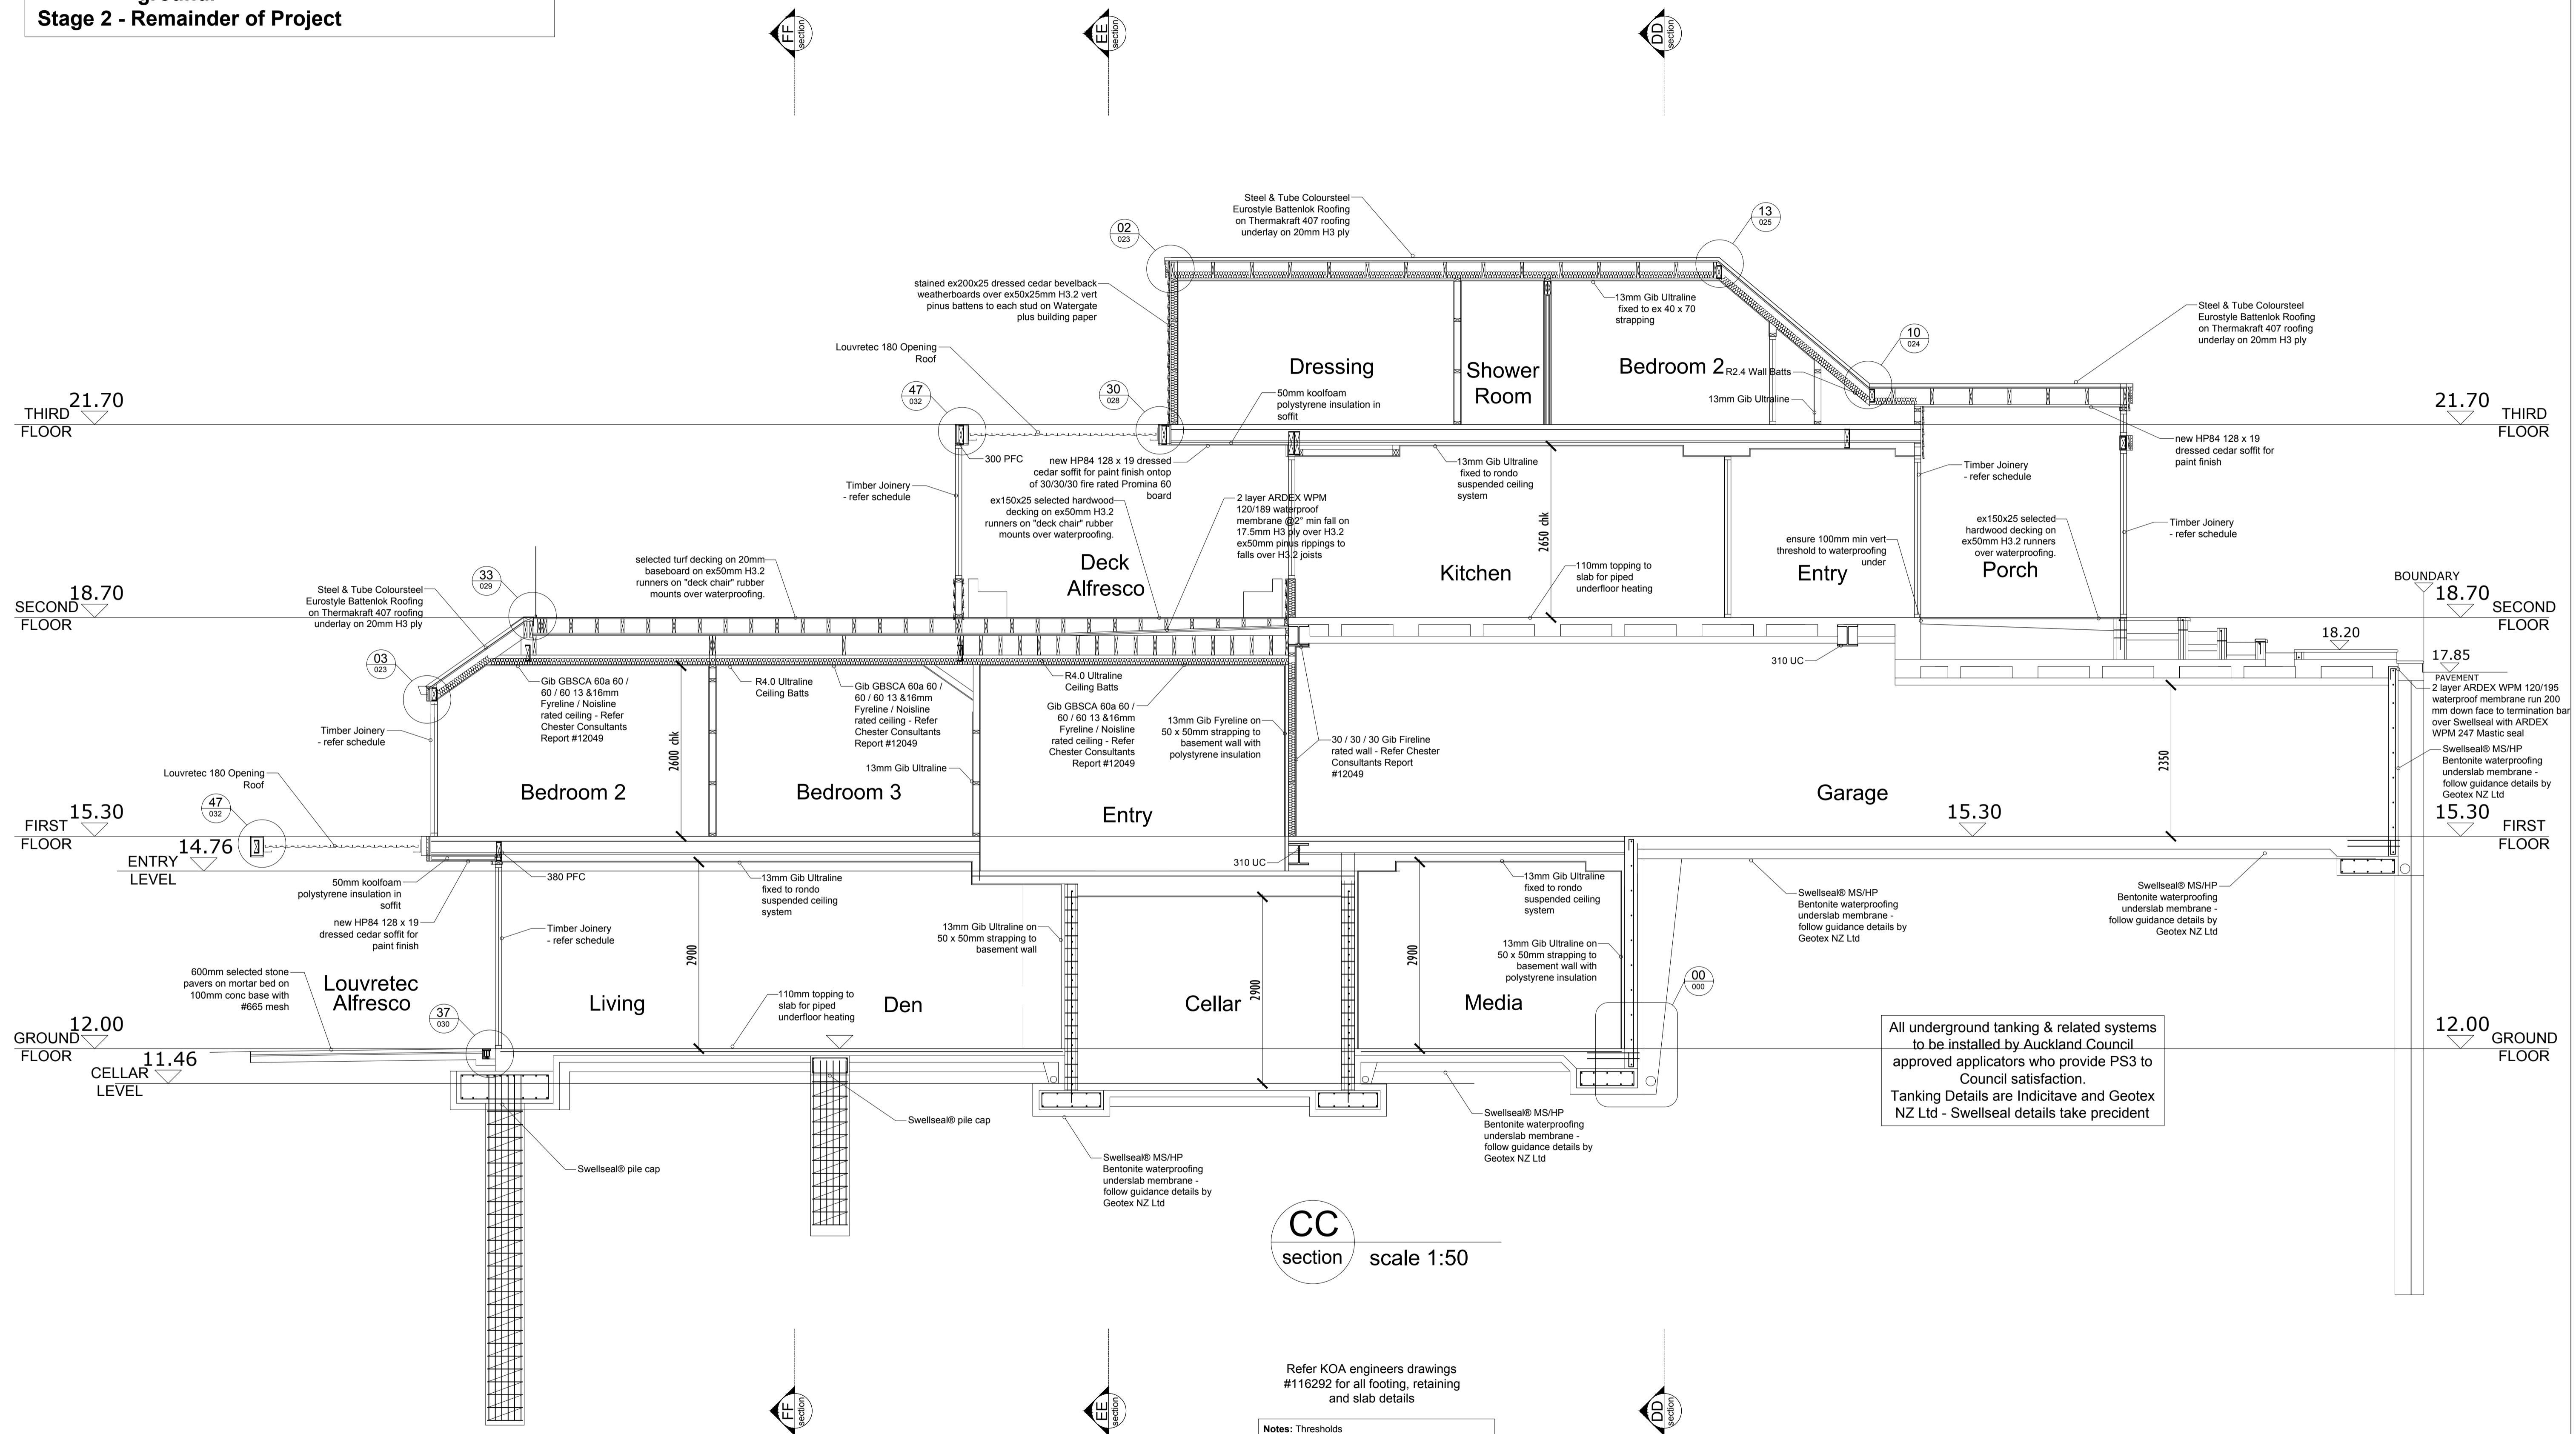 Stage 2 - Remainder of Project
FF
section
EE
section
DD
section
Steel & Tube Coloursteel
Eurostyle Battenlok Roofing
on Thermakraft 407 roofing
underlay on 20mm H3 ply
02
023
13
025
stained ex200x25 dressed cedar bevelback
weatherboards over ex50x25mm H3.2 vert
pinus battens to each stud on Watergate
plus building paper
13mm Gib Ultraline
fixed to ex 40 x 70
strapping
Steel & Tube Coloursteel
Eurostyle Battenlok Roofing
on Thermakraft 407 roofing
underlay on 20mm H3 ply
Louvretec 180 Opening
Roof
10
024
Dressing
Shower
Room
Bedroom 2
R2.4 Wall Batts
47
032
30
028
50mm koolfoam
polystyrene insulation in
soffit
13mm Gib Ultraline
21.70
THIRD
FLOOR
21.70
THIRD
FLOOR
300 PFC
new HP84 128 x 19 dressed
cedar soffit for paint finish ontop
of 30/30/30 fire rated Promina 60
board
13mm Gib Ultraline
fixed to rondo
suspended ceiling
system
new HP84 128 x 19
dressed cedar soffit for
paint finish
Timber Joinery
- refer schedule
Timber Joinery
- refer schedule
ex150x25 selected hardwood
decking on ex50mm H3.2
runners on "deck chair" rubber
mounts over waterproofing.
2 layer ARDEX WPM
120/189 waterproof
membrane @2° min fall on
17.5mm H3 ply over H3.2
ex50mm pinus rippings to
falls over H3.2 joists
2650 chk
ex150x25 selected
hardwood decking on
ex50mm H3.2 runners
over waterproofing.
Timber Joinery
- refer schedule
ensure 100mm min vert
threshold to waterproofing
under
selected turf decking on 20mm
baseboard on ex50mm H3.2
runners on "deck chair" rubber
mounts over waterproofing.
Deck
Alfresco
Kitchen
110mm topping to
slab for piped
underfloor heating
Entry
Porch
33
029
Steel & Tube Coloursteel
Eurostyle Battenlok Roofing
on Thermakraft 407 roofing
underlay on 20mm H3 ply
BOUNDARY
18.70
SECOND
FLOOR
18.70
SECOND
FLOOR
18.20
17.85
PAVEMENT
03
023
310 UC
Gib GBSCA 60a 60 /
60 / 60 13 &16mm
Fyreline / Noisline
rated ceiling - Refer
Chester Consultants
Report #12049
R4.0 Ultraline
Ceiling Batts
Gib GBSCA 60a 60 /
60 / 60 13 &16mm
Fyreline / Noisline
rated ceiling - Refer
Chester Consultants
Report #12049
R4.0 Ultraline
Ceiling Batts
Gib GBSCA 60a 60 /
60 / 60 13 &16mm
Fyreline / Noisline
rated ceiling - Refer
Chester Consultants
Report #12049
13mm Gib Fyreline on
50 x 50mm strapping to
basement wall with
polystyrene insulation
30 / 30 / 30 Gib Fireline
rated wall - Refer Chester
Consultants Report
#12049
2 layer ARDEX WPM 120/195
waterproof membrane run 200
mm down face to termination bar
over Swellseal with ARDEX
WPM 247 Mastic seal
Swellseal® MS/HP
Bentonite waterproofing
underslab membrane -
follow guidance details by
Geotex NZ Ltd
Timber Joinery
- refer schedule
2600 chk
13mm Gib Ultraline
2350
Louvretec 180 Opening
Roof
47
032
Bedroom 2
Bedroom 3
Entry
Garage
15.30
FIRST
FLOOR
15.30
15.30
FIRST
FLOOR
14.76
ENTRY
LEVEL
380 PFC
310 UC
50mm koolfoam
polystyrene insulation in
soffit
13mm Gib Ultraline
fixed to rondo
suspended ceiling
system
13mm Gib Ultraline
fixed to rondo
suspended ceiling
system
Swellseal® MS/HP
Bentonite waterproofing
underslab membrane -
follow guidance details by
Geotex NZ Ltd
Swellseal® MS/HP
Bentonite waterproofing
underslab membrane -
follow guidance details by
Geotex NZ Ltd
new HP84 128 x 19
dressed cedar soffit for
paint finish
Timber Joinery
- refer schedule
2900
13mm Gib Ultraline on
50 x 50mm strapping to
basement wall
2900
2900
13mm Gib Ultraline on
50 x 50mm strapping to
basement wall with
polystyrene insulation
00
000
600mm selected stone
pavers on mortar bed on
100mm conc base with
#665 mesh
Louvretec
Alfresco
Living
110mm topping to
slab for piped
underfloor heating
Den
Cellar
Media
37
030
12.00
GROUND
FLOOR
12.00
GROUND
FLOOR
11.46
CELLAR
LEVEL
All underground tanking & related systems
to be installed by Auckland Council
approved applicators who provide PS3 to
Council satisfaction.
Tanking Details are Indicitave and Geotex
NZ Ltd - Swellseal details take precident
Swellseal® pile cap
Swellseal® pile cap
Swellseal® MS/HP
Bentonite waterproofing
underslab membrane -
follow guidance details by
Geotex NZ Ltd
Swellseal® MS/HP
Bentonite waterproofing
underslab membrane -
follow guidance details by
Geotex NZ Ltd
CC
section
scale 1:50
Refer KOA engineers drawings
#116292 for all footing, retaining
and slab details
FF
section
EE
section
DD
section
Notes: Thresholds